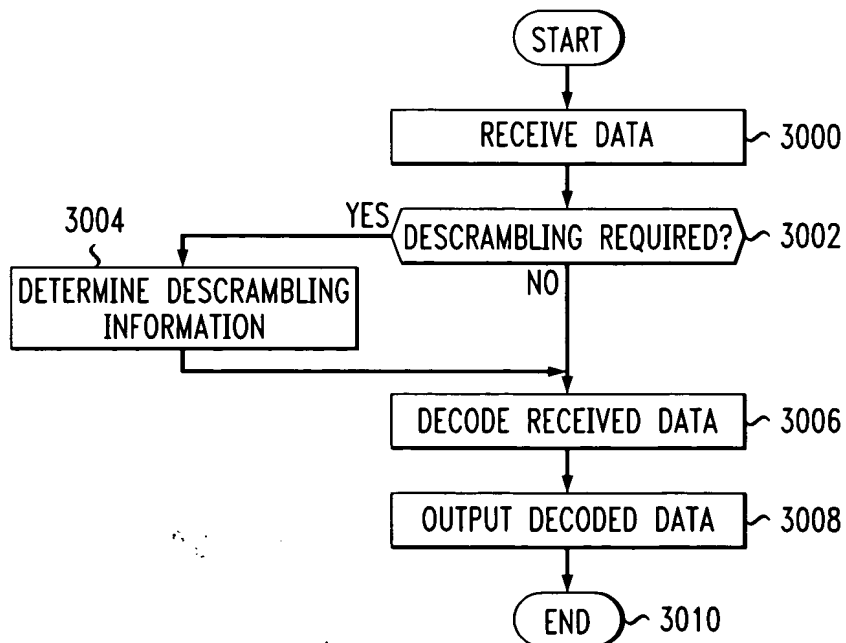 START
RECEIVE DATA
3000
YES
DESCRAMBLING REQUIRED?
3002
3004
NO
DETERMINE DESCRAMBLING
INFORMATION
DECODE RECEIVED DATA
3006
OUTPUT DECODED DATA
3008
END
3010